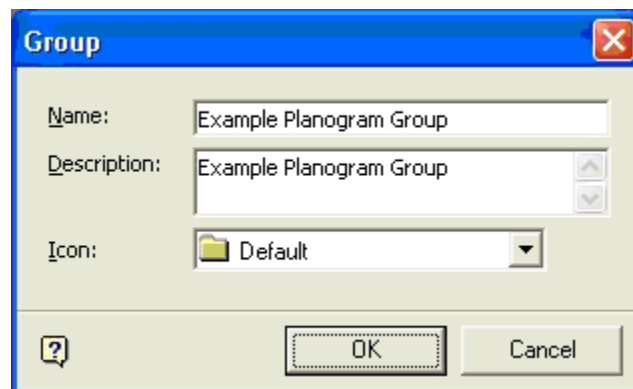 Group
Name:
Example Planogram Group
Description:
Example Planogram Group
Icon:
Default
?
OK
Cancel